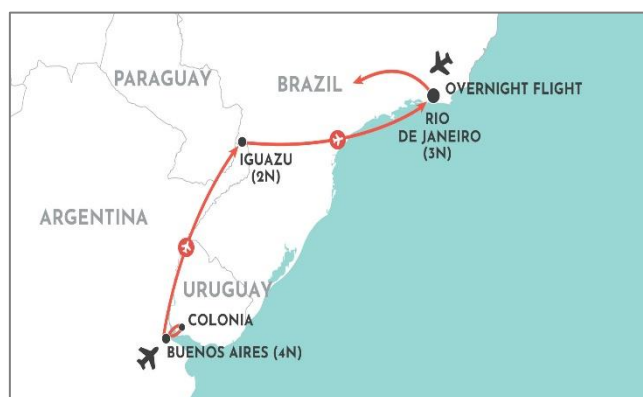 PARAGUAY
BRAZIL
OVERNIGHT FLIGHT
RIO
DE JANEIRO
(3N)
IGUAZU
(2N)
ARGENTINA
URUGUAY
COLONIA
BUENOS AIRES (4N)